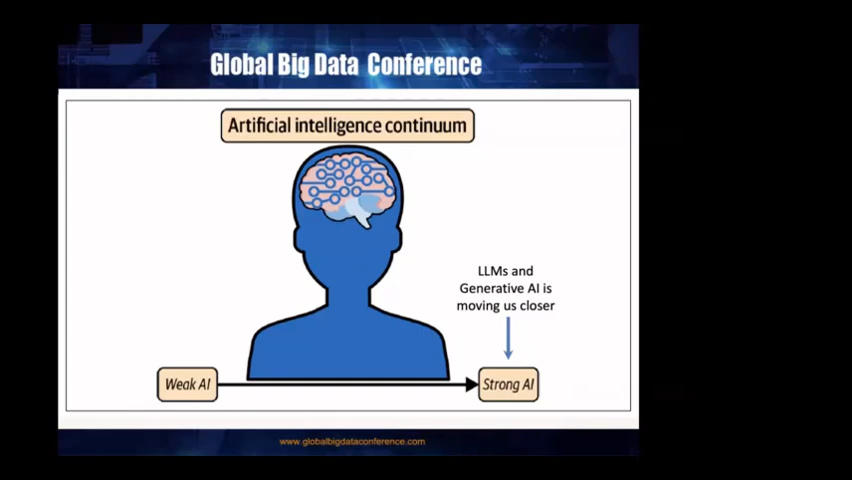 Global Big Data Conference
Artificial intelligence continuum
LLMs and
Generative AI is
moving us closer
Weak AI
Strong AI
www.globalbigdataconference.com